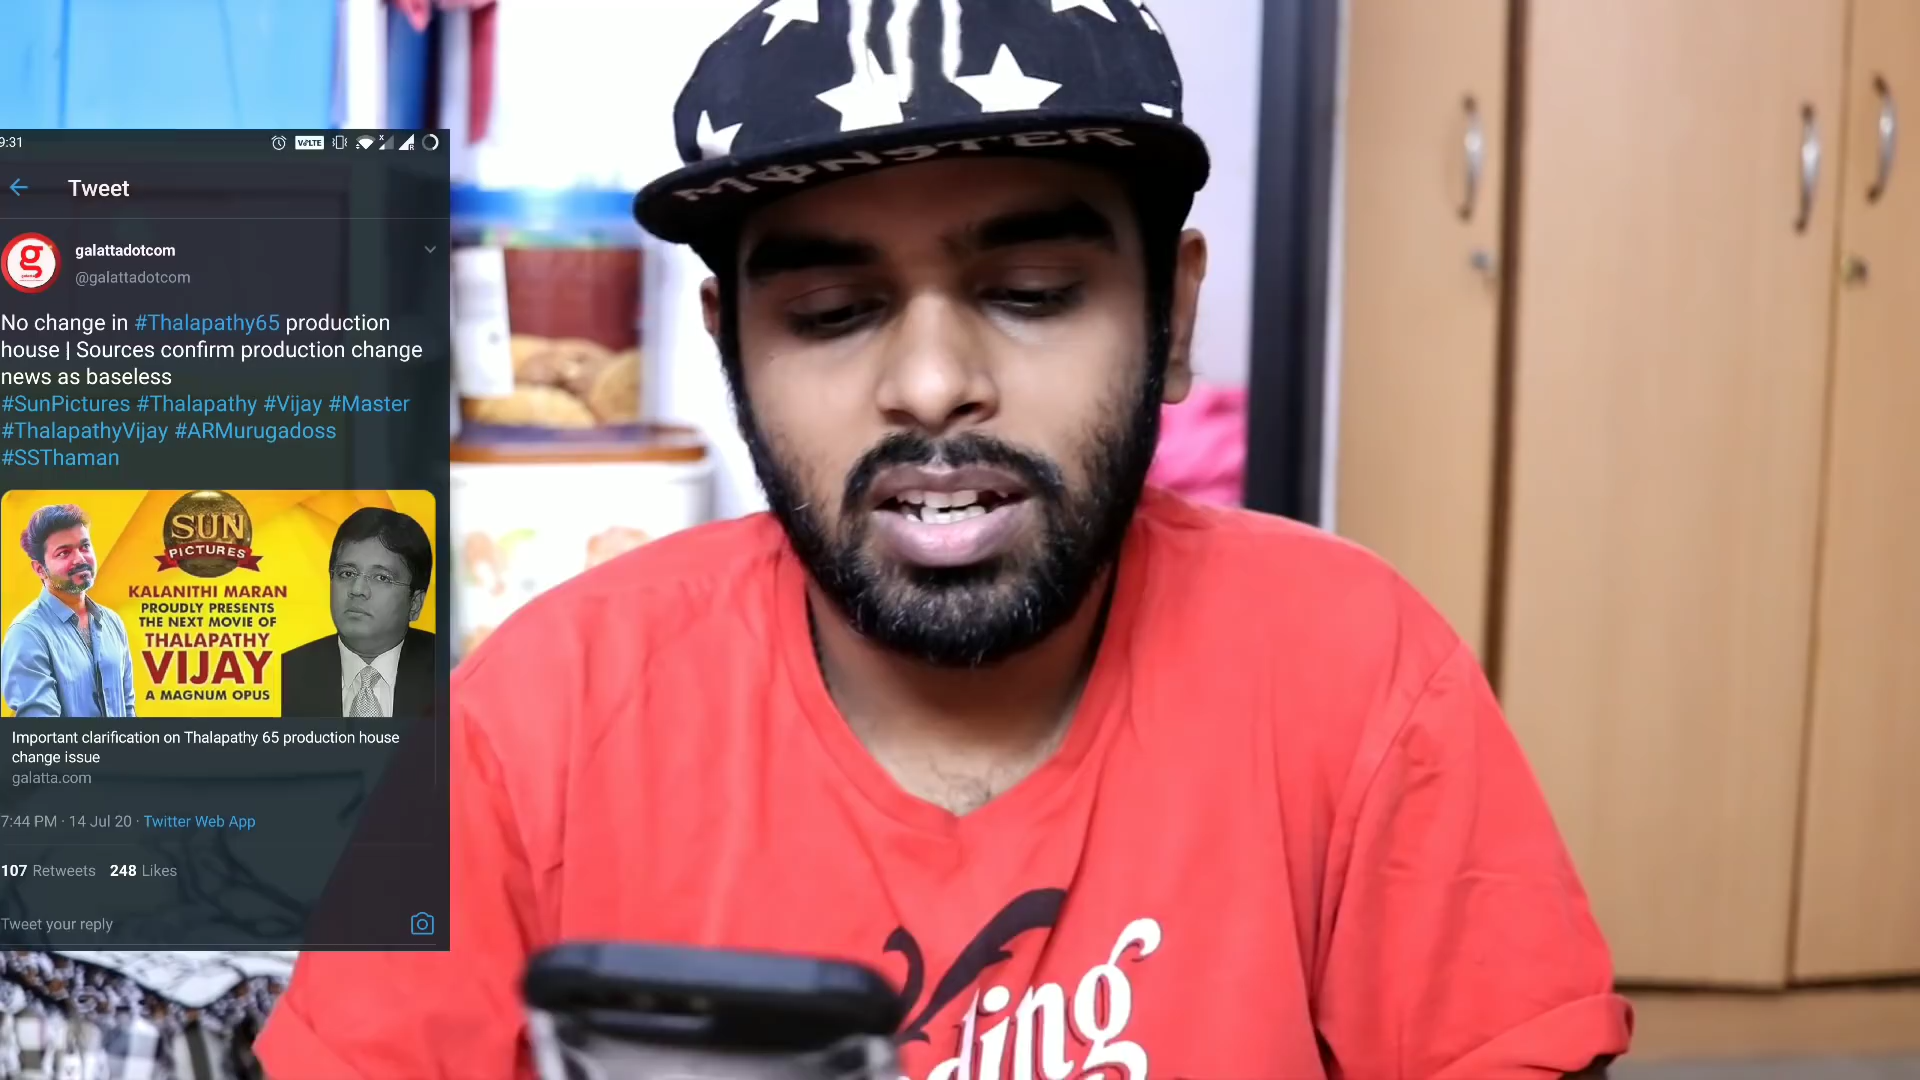 9:31
VoLTE
Tweet
galattadotcom
@galattadotcom
No change in #Thalapathy65 production
house | Sources confirm production change
news as baseless
#SunPictures #Thalapathy #Vijay #Master
#ThalapathyVijay #ARMurugadoss
#SSThaman
SUN
PICTURES
KALANITHI MARAN
PROUDLY PRESENTS
THE NEXT MOVIE OF
THALAPATHY
VIJAY
A MAGNUM OPUS
Important clarification on Thalapathy 65 production house
change issue
galatta.com
7:44 PM · 14 Jul 20 · Twitter Web App
107 Retweets 248 Likes
Tweet your reply
MONSTER
ding